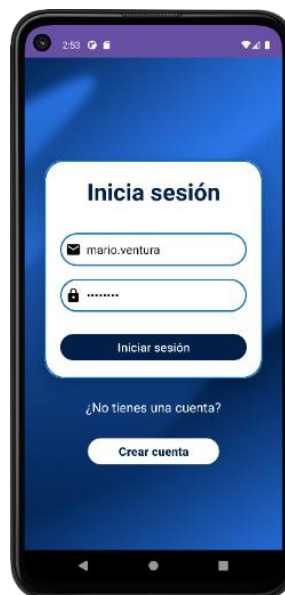 2:53
Inicia sesión
mario.ventura
••••••••
Iniciar sesión
¿No tienes una cuenta?
Crear cuenta